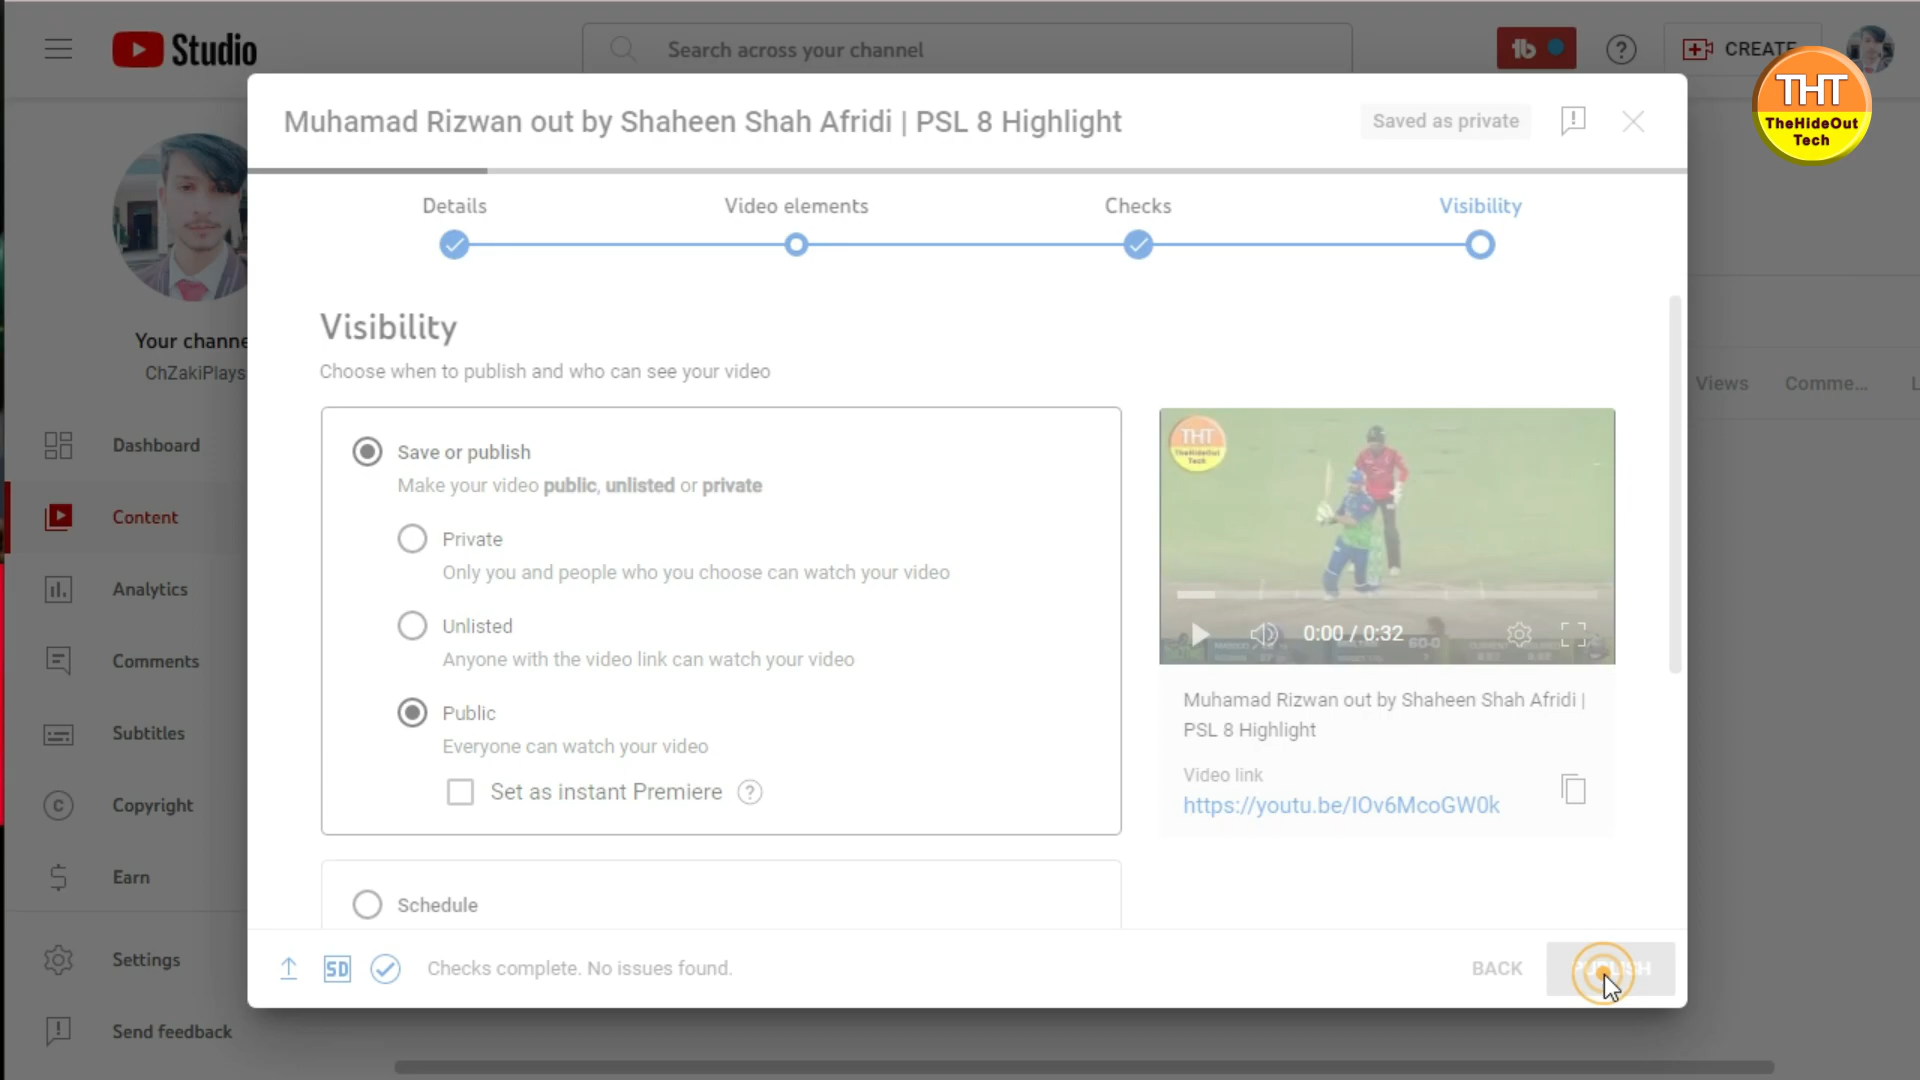 Studio
Search across your channel
CREATE
THT
TheHideOut
Tech
Muhamad Rizwan out by Shaheen Shah Afridi | PSL 8 Highlight
Saved as private
Details
Video elements
Checks
Visibility
Your channe
ChZakiPlays
Dashboard
Content
Analytics
Comments
Subtitles
Copyright
Earn
Settings
Send feedback
Visibility
Choose when to publish and who can see your video
Save or publish
Make your video public, unlisted or private
Private
Only you and people who you choose can watch your video
Unlisted
Anyone with the video link can watch your video
Public
Everyone can watch your video
Set as instant Premiere
Schedule
THT
TheHideOut
Tech
0:00 / 0:32
60-0
Muhamad Rizwan out by Shaheen Shah Afridi |
PSL 8 Highlight
Video link
https://youtu.be/IOv6McoGW0k
Views
Comme...
L
SD
Checks complete. No issues found.
BACK
PUBLISH